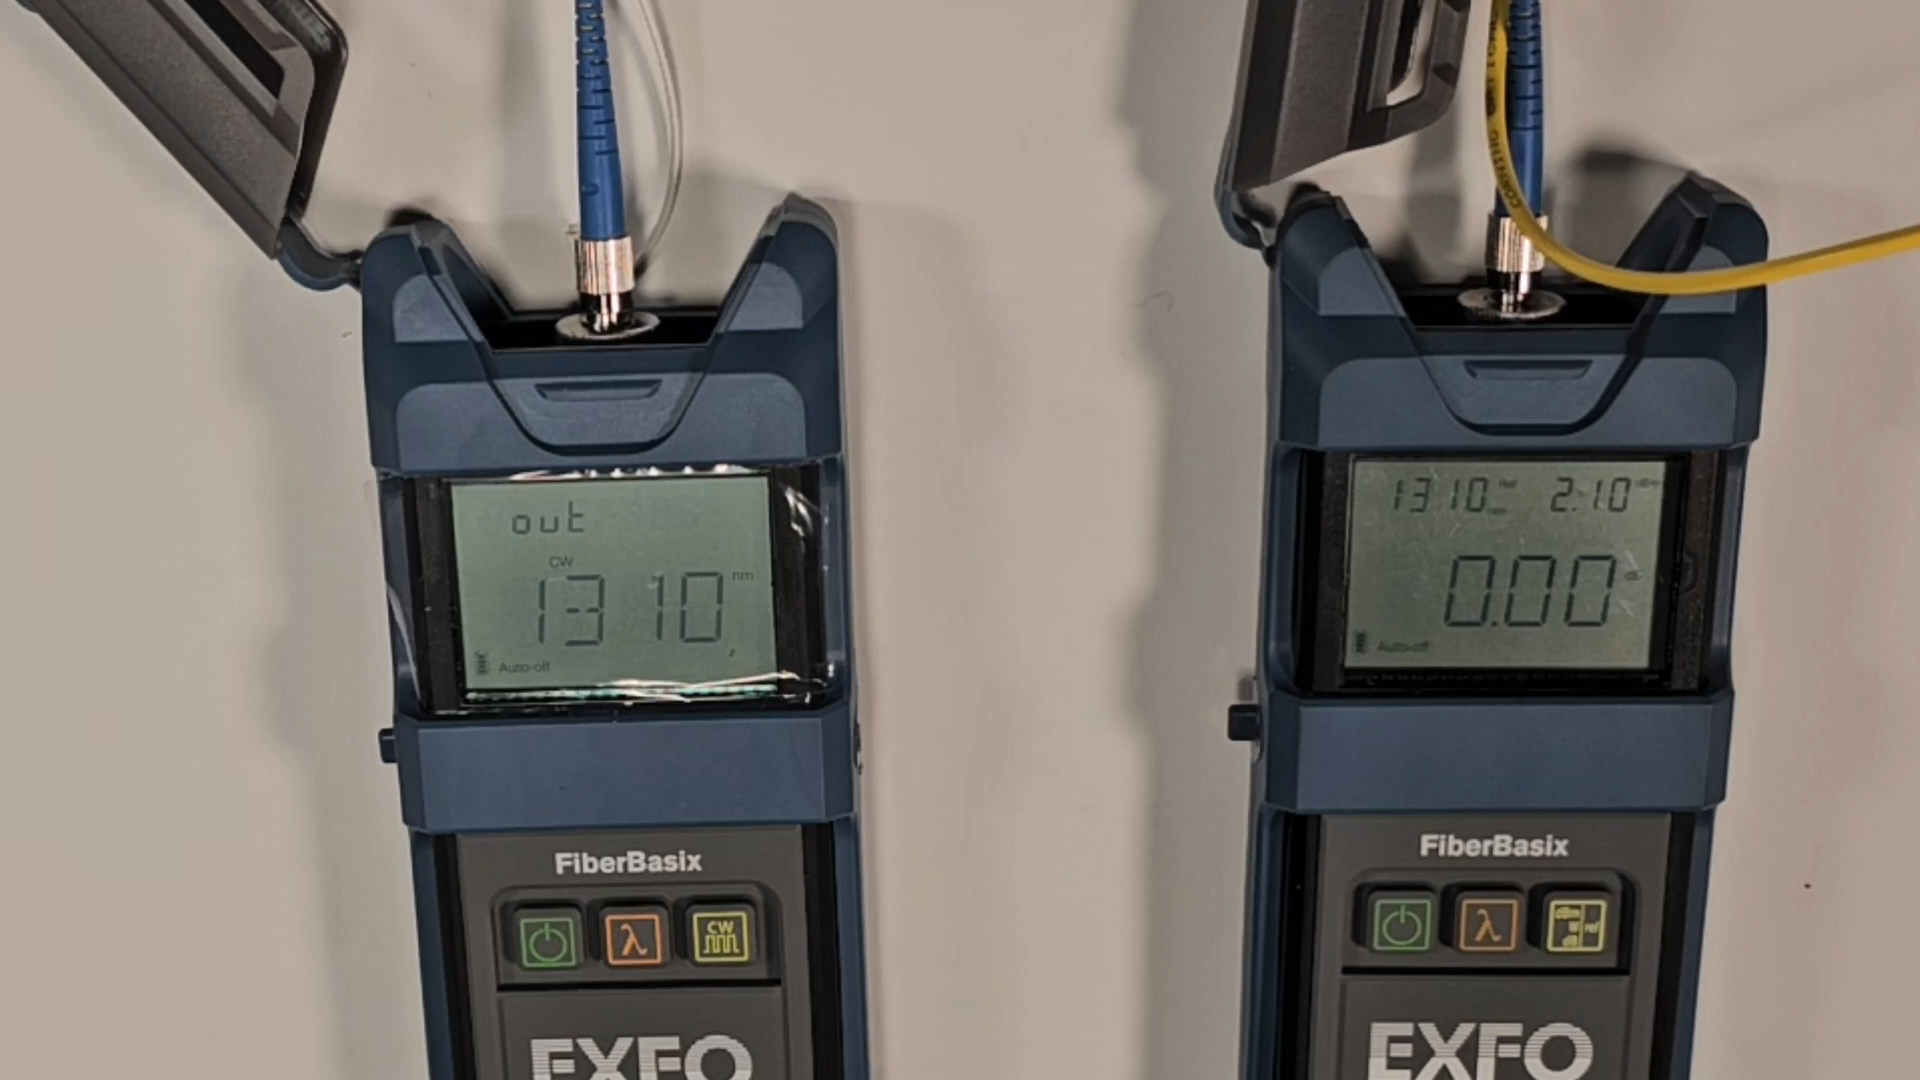 out
CW
1310 nm
Auto-off
FiberBasix
λ
CW
EXFO
1310 2.10
0.00
Auto-off
FiberBasix
λ
dBm
W
dB
ref
EXFO